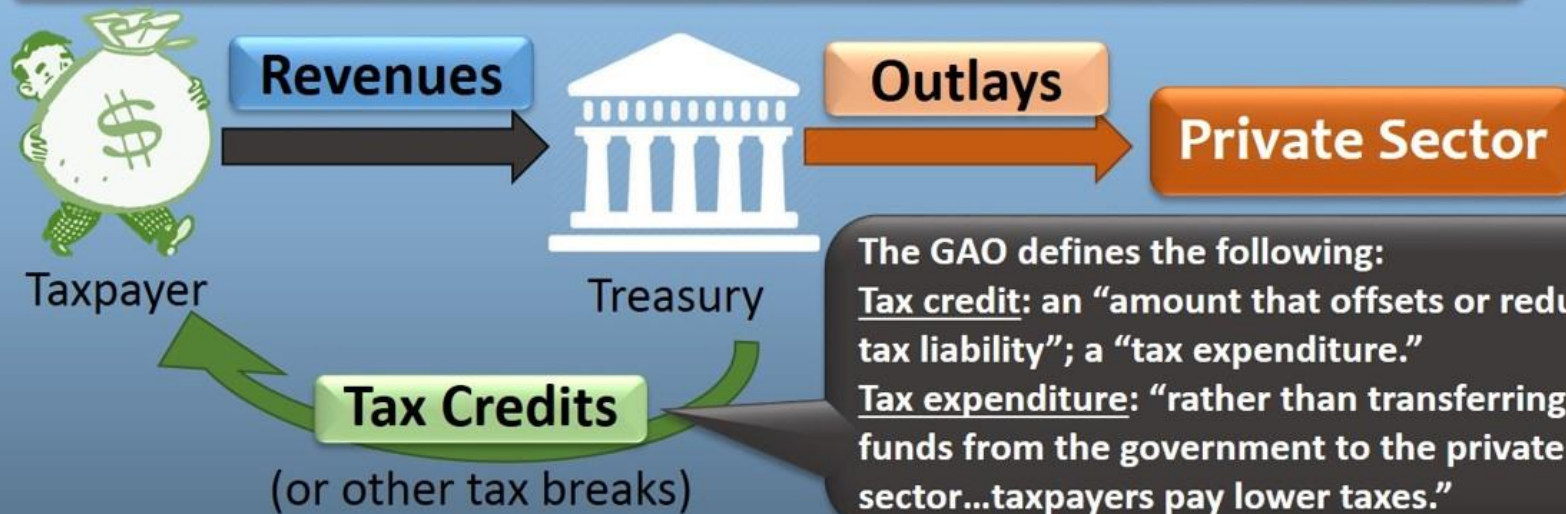 Revenues
Outlays
Private Sector
$
Taxpayer
Treasury
Tax Credits
(or other tax breaks)
The GAO defines the following:
Tax credit: an “amount that offsets or
tax liability”; a “tax expenditure.”
Tax expenditure: “rather than transferring
funds from the government to the private
sector...taxpayers pay lower taxes.”